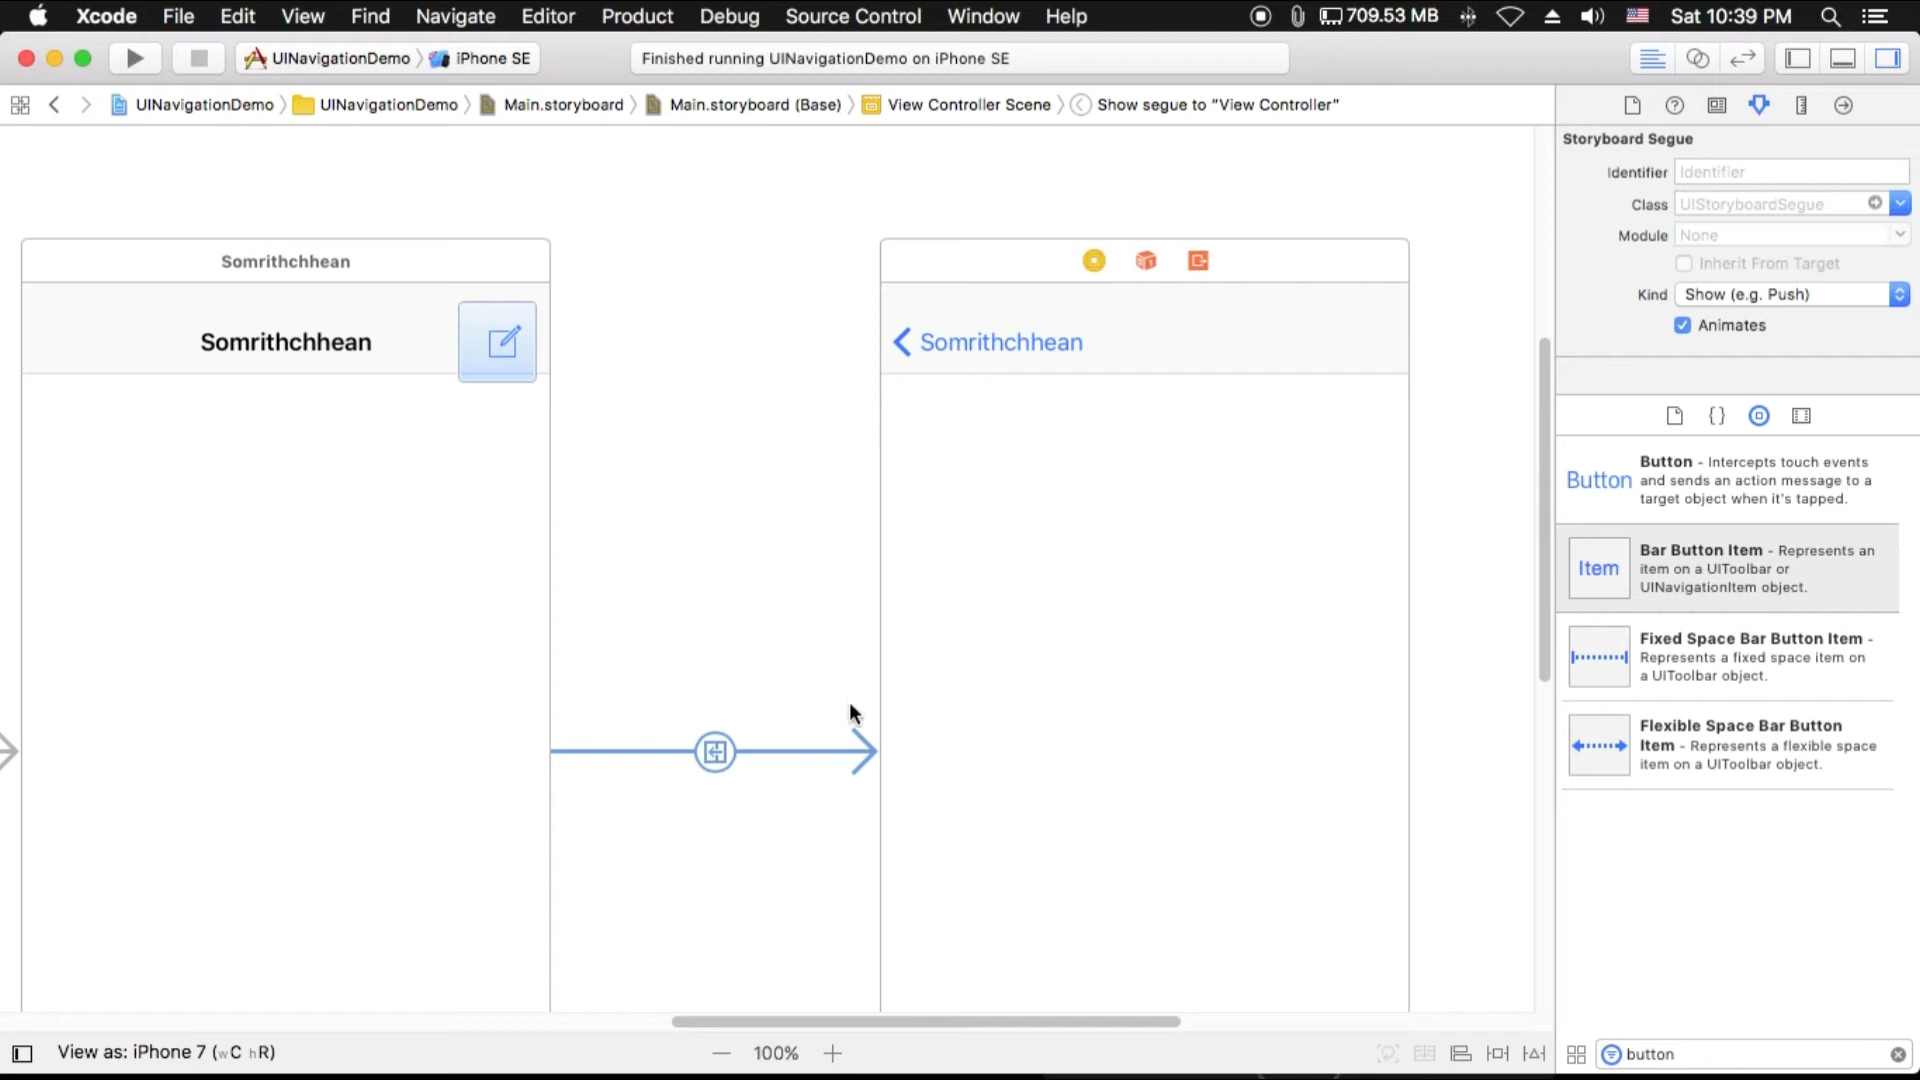 Xcode File Edit View Find Navigate Editor Product Debug Source Control Window Help 709.53 MB Sat 10:39 PM
UINavigationDemo iPhone SE Finished running UINavigationDemo on iPhone SE
UINavigationDemo UINavigationDemo Main.storyboard Main.storyboard (Base) View Controller Scene Show segue to "View Controller"
Storyboard Segue
Identifier Identifier
Class UIStoryboardSegue
Module None
Inherit From Target
Kind Show (e.g. Push)
Animates
Somrithchhean
Somrithchhean
Somrithchhean
Button
Button - Intercepts touch events
and sends an action message to a
target object when it's tapped.
Item
Bar Button Item - Represents an
item on a UIToolbar or
UINavigationItem object.
Fixed Space Bar Button Item -
Represents a fixed space item on
a UIToolbar object.
Flexible Space Bar Button
Item - Represents a flexible space
item on a UIToolbar object.
View as: iPhone 7 (wC hR) 100% button